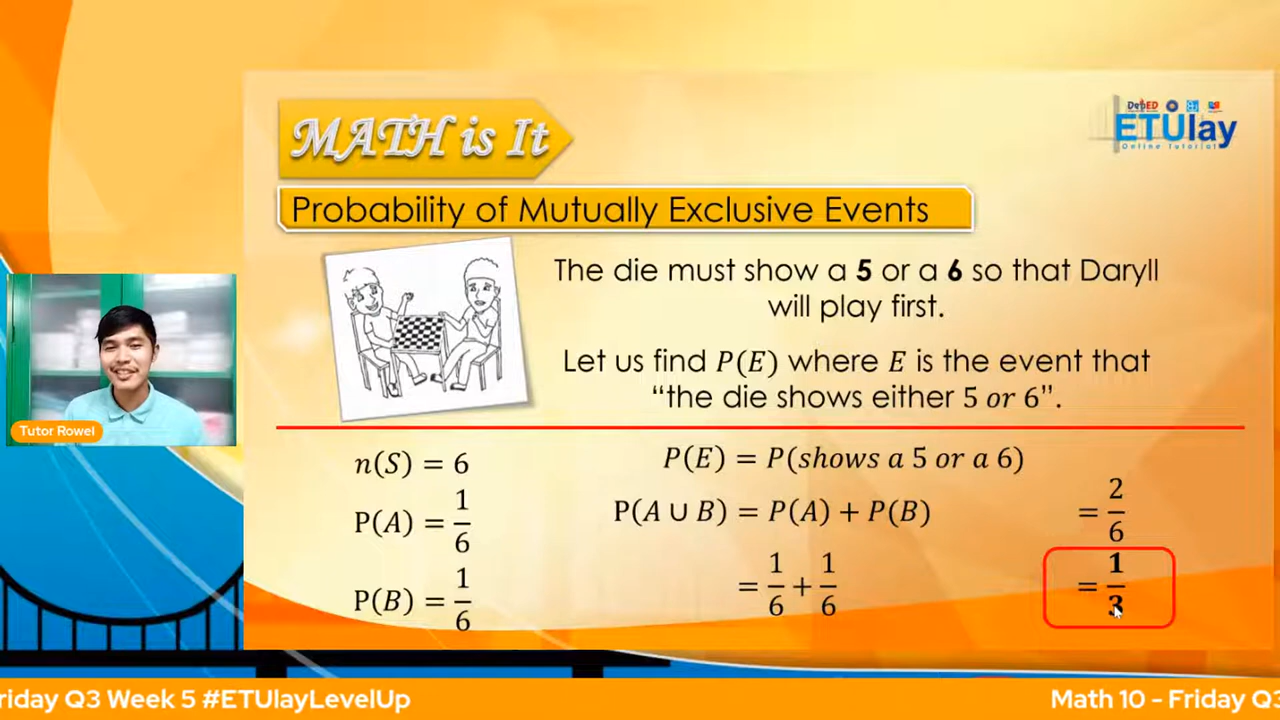 MATH is It
DepED
ETUlay
Online Tutorial
Probability of Mutually Exclusive Events
The die must show a 5 or a 6 so that Daryll
will play first.
Let us find P(E) where E is the event that
“the die shows either 5 or 6”.
Tutor Rowel
n(S) = 6
P(A) = 1/6
P(B) = 1/6
P(E) = P(shows a 5 or a 6)
P(A ∪ B) = P(A) + P(B)
= 1/6 + 1/6
= 2/6
= 1/3
riday Q3 Week 5 #ETUlayLevelUp
Math 10 - Friday Q3